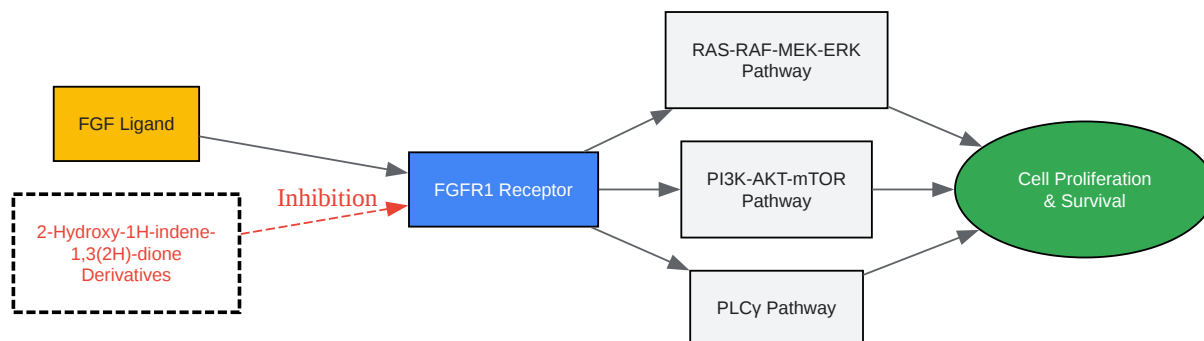 RAS-RAF-MEK-ERK
Pathway
FGF Ligand
FGFR1 Receptor
PI3K-AKT-mTOR
Pathway
Cell Proliferation
& Survival
Inhibition
2-Hydroxy-1H-indene-
1,3(2H)-dione
Derivatives
PLCγ Pathway